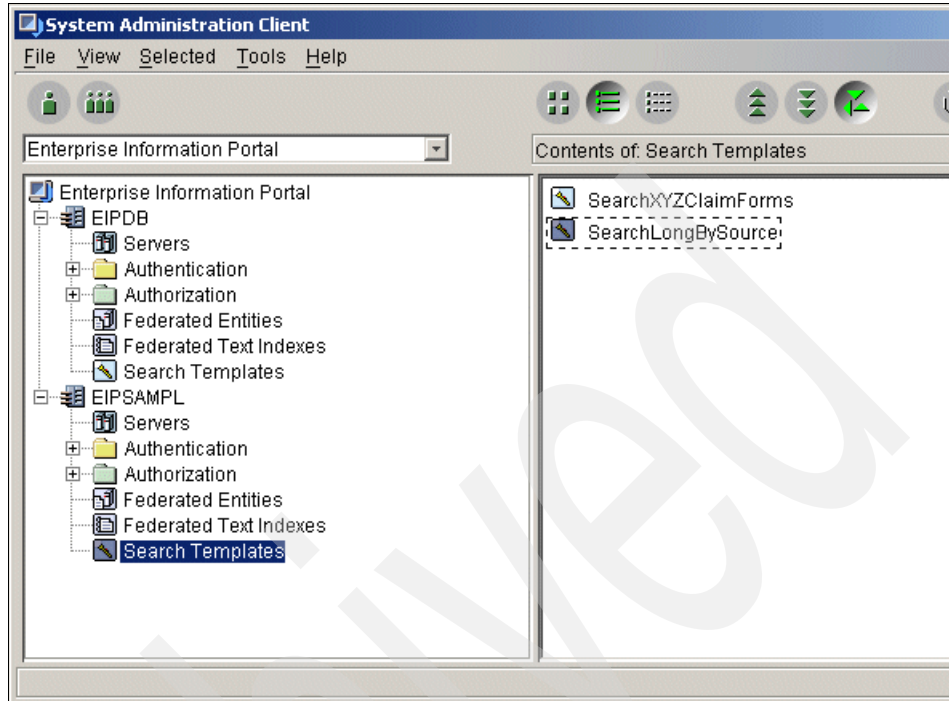 System Administration Client
File View Selected Tools Help
Enterprise Information Portal
Contents of: Search Templates
Enterprise Information Portal
EIPDB
Servers
Authentication
Authorization
Federated Entities
Federated Text Indexes
Search Templates
EIPSAMPL
Servers
Authentication
Authorization
Federated Entities
Federated Text Indexes
Search Templates
SearchXYZClaimForms
SearchLongBySource